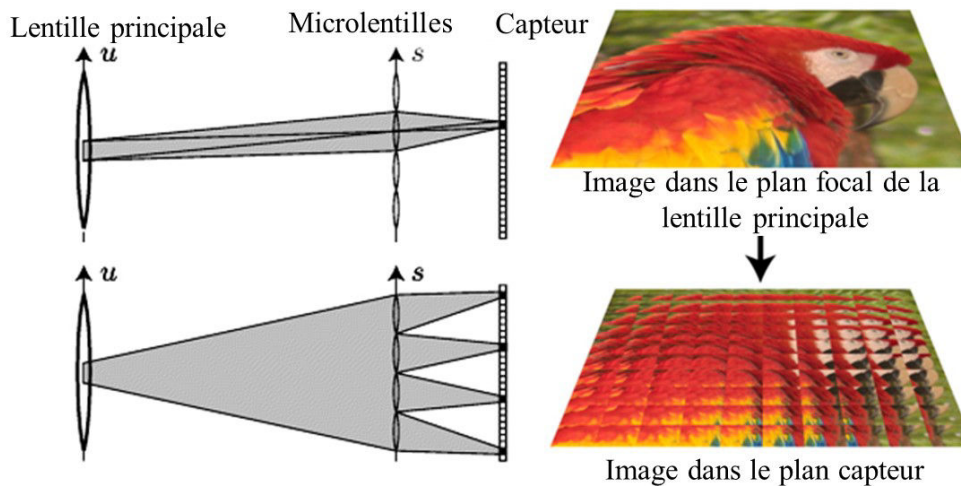 Lentille principale
Microlentilles
Capteur
u
s
Image dans le plan focal de la
lentille principale
u
s
Image dans le plan capteur